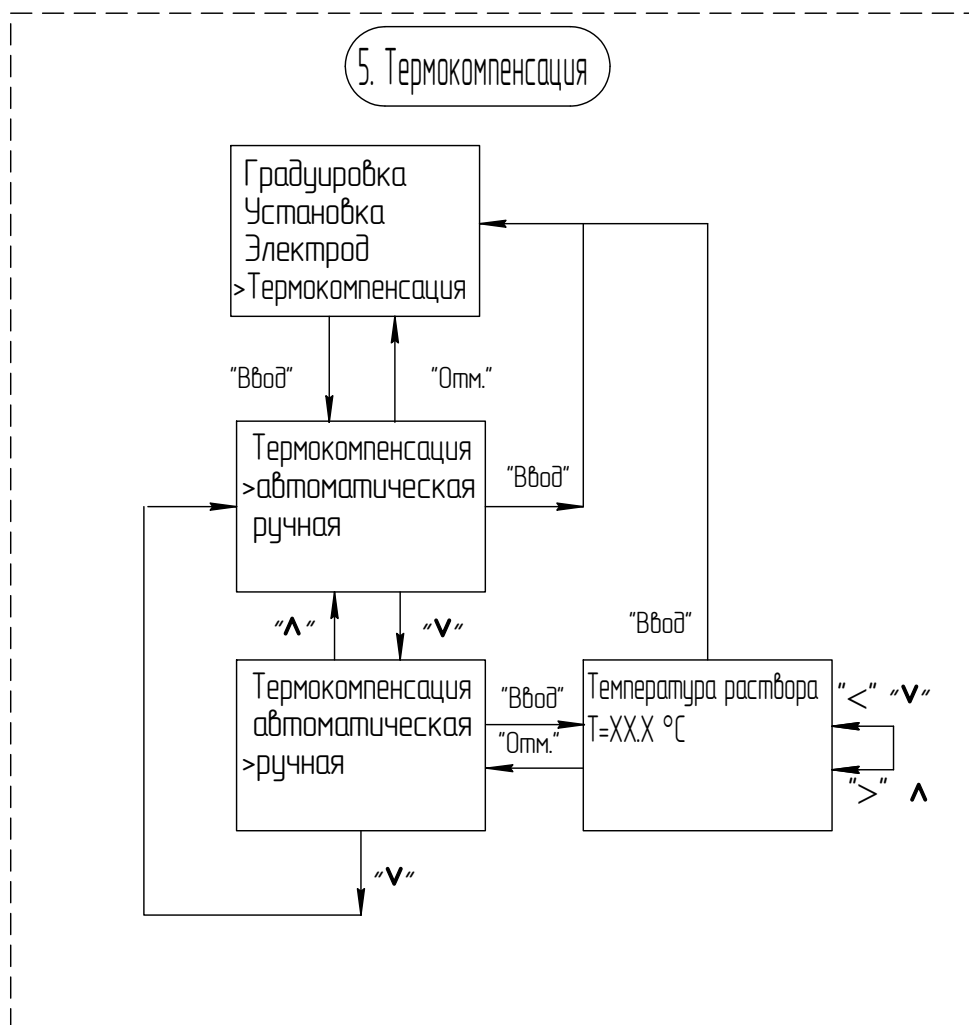 5. Термокомпенсация
Градуировка
Установка
Электрод
>Термокомпенсация
"Ввод"
"Отм."
Термокомпенсация
>автоматическая
ручная
"Ввод"
"Λ"
"V"
"Ввод"
Термокомпенсация
автоматическая
>ручная
"Ввод"
"Отм."
Температура раствора
T=XX.X °C
"<" "V"
">" Λ
"V"